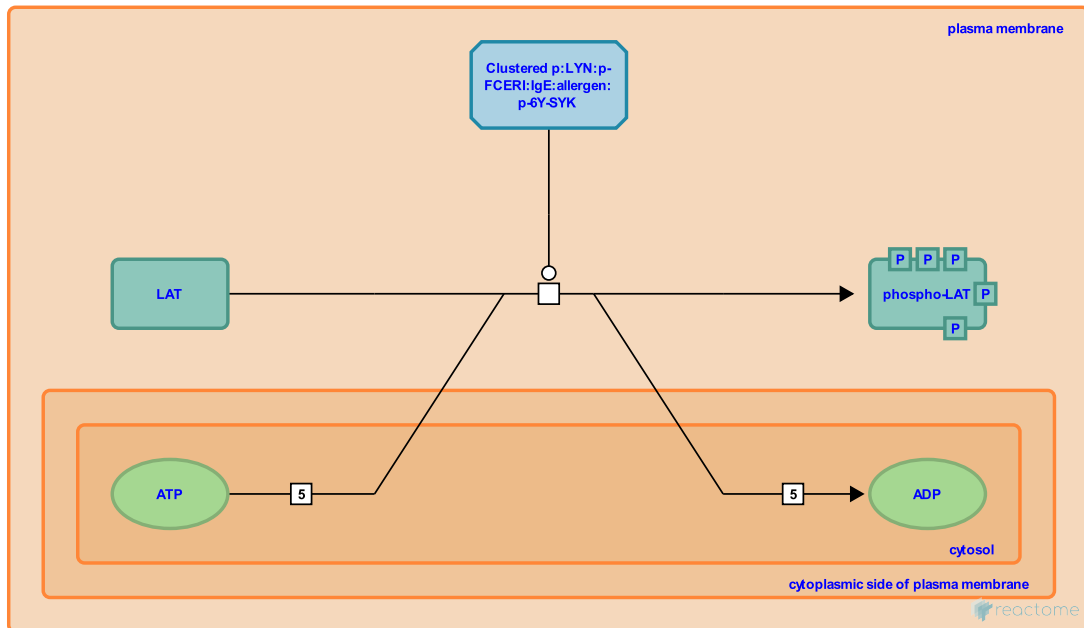 plasma membrane
Clustered p:LYN:p-
FCERI:IgE:allergen:
p-6Y-SYK
P P P
LAT
phospho-LAT P
P
ATP
5
5
ADP
cytosol
cytoplasmic side of plasma membrane
reactome